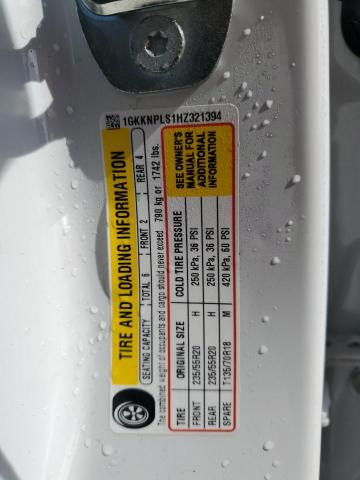 1GKKNPLS1HZ321394
TIRE AND LOADING INFORMATION
SEATING CAPACITY TOTAL 6 FRONT 2 REAR 4
The combined weight of occupants and cargo should never exceed 790 kg or 1742 lbs.
TIRE ORIGINAL SIZE COLD TIRE PRESSURE
FRONT 235/55R20 H 250 kPa, 36 PSI
REAR 235/55R20 H 250 kPa, 36 PSI
SPARE T135/70R18 M 420 kPa, 60 PSI
SEE OWNER'S
MANUAL FOR
ADDITIONAL
INFORMATION